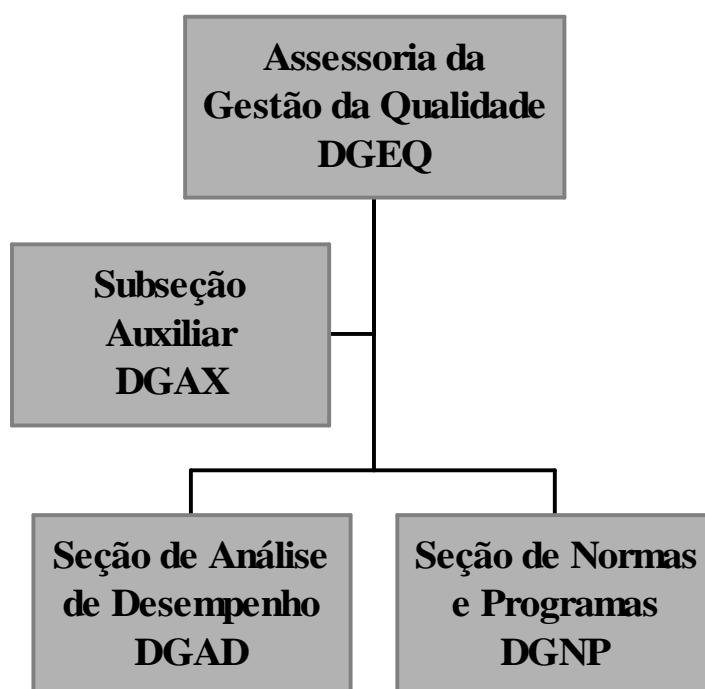 Assessoria da
Gestão da Qualidade
DGEQ
Subseção
Auxiliar
DGAX
Seção de Análise
de Desempenho
DGAD
Seção de Normas
e Programas
DGNP